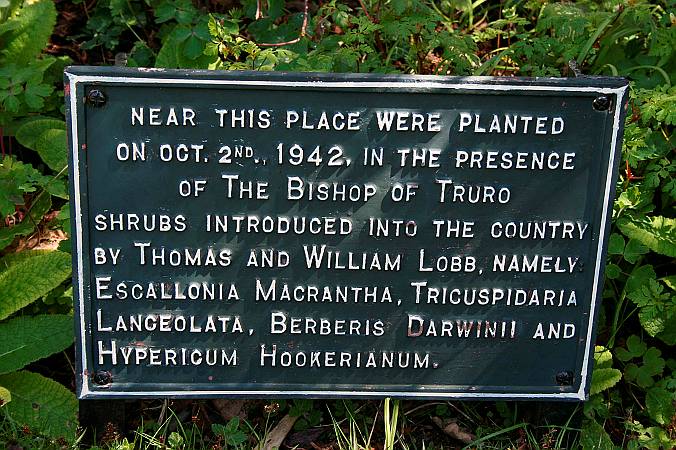 NEAR THIS PLACE WERE PLANTED
ON OCT. 2ND., 1942, IN THE PRESENCE
OF THE BISHOP OF TRURO
SHRUBS INTRODUCED INTO THE COUNTRY
BY THOMAS AND WILLIAM LOBB, NAMELY
ESCALLONIA MACRANTHA, TRICUSPIDARIA
LANCEOLATA, BERBERIS DARWINII AND
HYPERICUM HOOKERIANUM.